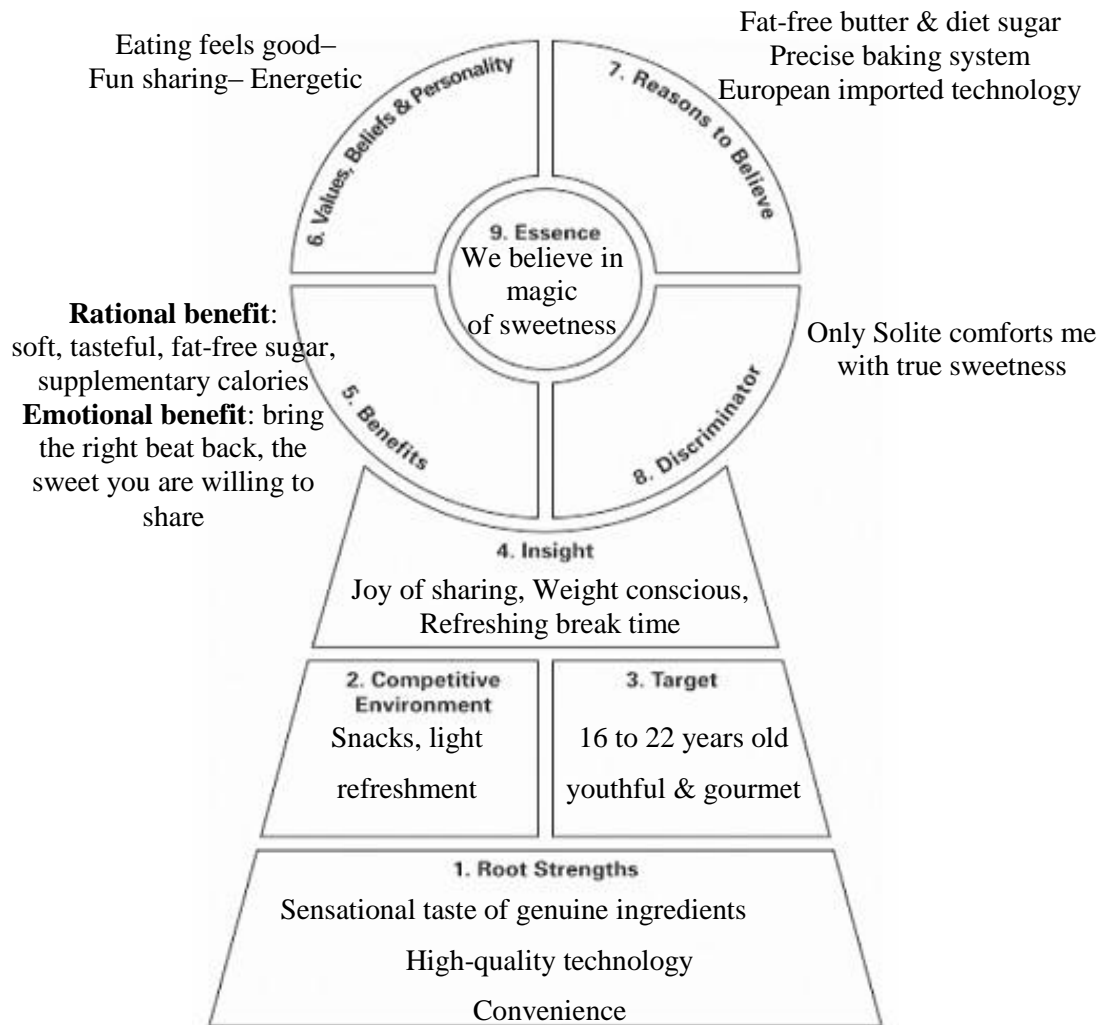 Eating feels good–
Fun sharing– Energetic
Fat-free butter & diet sugar
Precise baking system
European imported technology
6. Values, Beliefs & Personality
7. Reasons to Believe
9. Essence
We believe in
magic
of sweetness
Rational benefit:
soft, tasteful, fat-free sugar,
supplementary calories
Emotional benefit: bring
the right beat back, the
sweet you are willing to
share
5. Benefits
Only Solite comforts me
with true sweetness
8. Discriminator
4. Insight
Joy of sharing, Weight conscious,
Refreshing break time
2. Competitive
Environment
Snacks, light
refreshment
3. Target
16 to 22 years old
youthful & gourmet
1. Root Strengths
Sensational taste of genuine ingredients
High-quality technology
Convenience